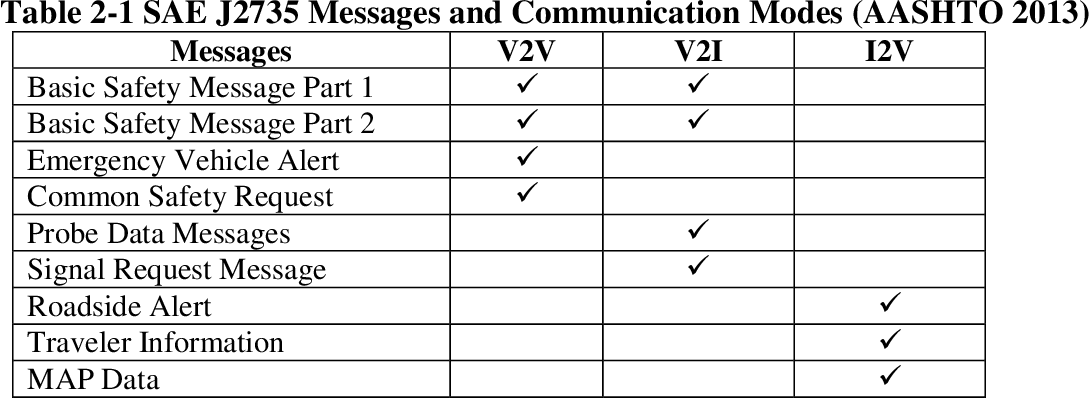 Table 2-1 SAE J2735 Messages and Communication Modes (AASHTO 2013)
Messages V2V V2I I2V
Basic Safety Message Part 1 ✓ ✓
Basic Safety Message Part 2 ✓ ✓
Emergency Vehicle Alert ✓
Common Safety Request ✓
Probe Data Messages ✓
Signal Request Message ✓
Roadside Alert ✓
Traveler Information ✓
MAP Data ✓